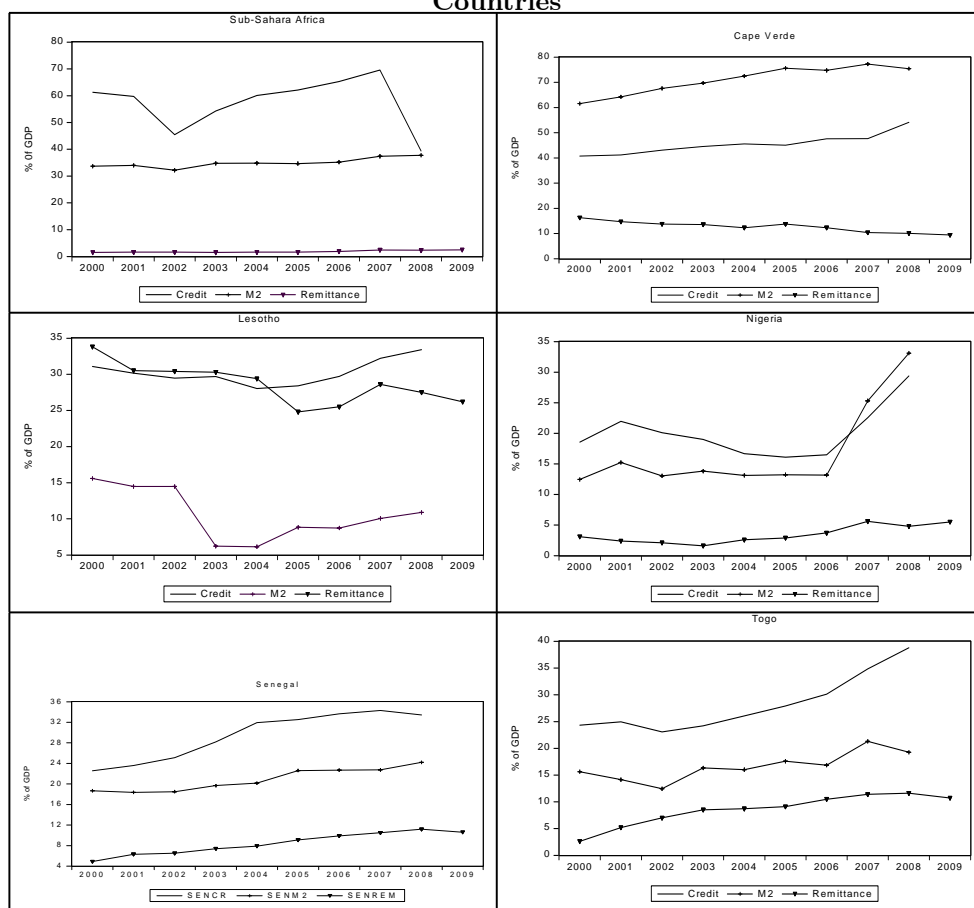 Countries
Sub-Sahara Africa
80
70
60
50
40
30
20
10
0
% Of GDP
2000 2001 2002 2003 2004 2005 2006 2007 2008 2009
Credit M2 Remittance
Cape Verde
80
70
60
50
40
30
20
10
0
% of GDP
2000 2001 2002 2003 2004 2005 2006 2007 2008 2009
Credit M2 Remittance
Lesotho
35
30
25
20
15
10
5
% of GDP
2000 2001 2002 2003 2004 2005 2006 2007 2008 2009
Credit M2 Remittance
Nigeria
35
30
25
20
15
10
5
0
% of GDP
2000 2001 2002 2003 2004 2005 2006 2007 2008 2009
Credit M2 Remittance
Senegal
36
32
28
24
20
16
12
8
4
% of GDP
2000 2001 2002 2003 2004 2005 2006 2007 2008 2009
SENCR SENM2 SENREM
Togo
40
35
30
25
20
15
10
5
0
% of GDP
2000 2001 2002 2003 2004 2005 2006 2007 2008 2009
Credit M2 Remittance